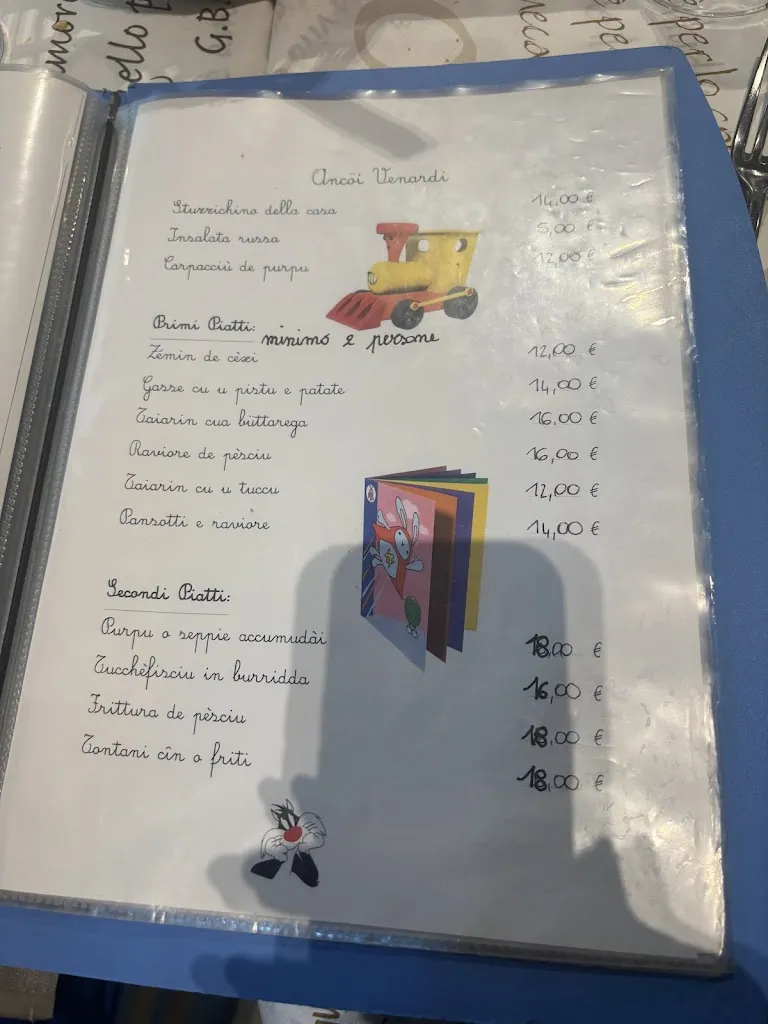 Ancöi Venardi
Stuzzichino della casa 14,00 €
Insalata russa 5,00 €
Carpacciù de purpu 12,00 €
Primi Piatti: minimo 2 persone
Zémin de cèxi 12,00 €
Gasse cu u pistu e patate 14,00 €
Taiarin cua büttarega 16,00 €
Raviore de pèsciu 16,00 €
Taiarin cu u tuccu 12,00 €
Pansotti e raviore 14,00 €
Secondi Piatti:
Purpu o seppie accumudäi 18,00 €
Tucchèfisciu in burridda 16,00 €
Frittura de pèsciu 18,00 €
Tontani cîn o friti 18,00 €
G.B.